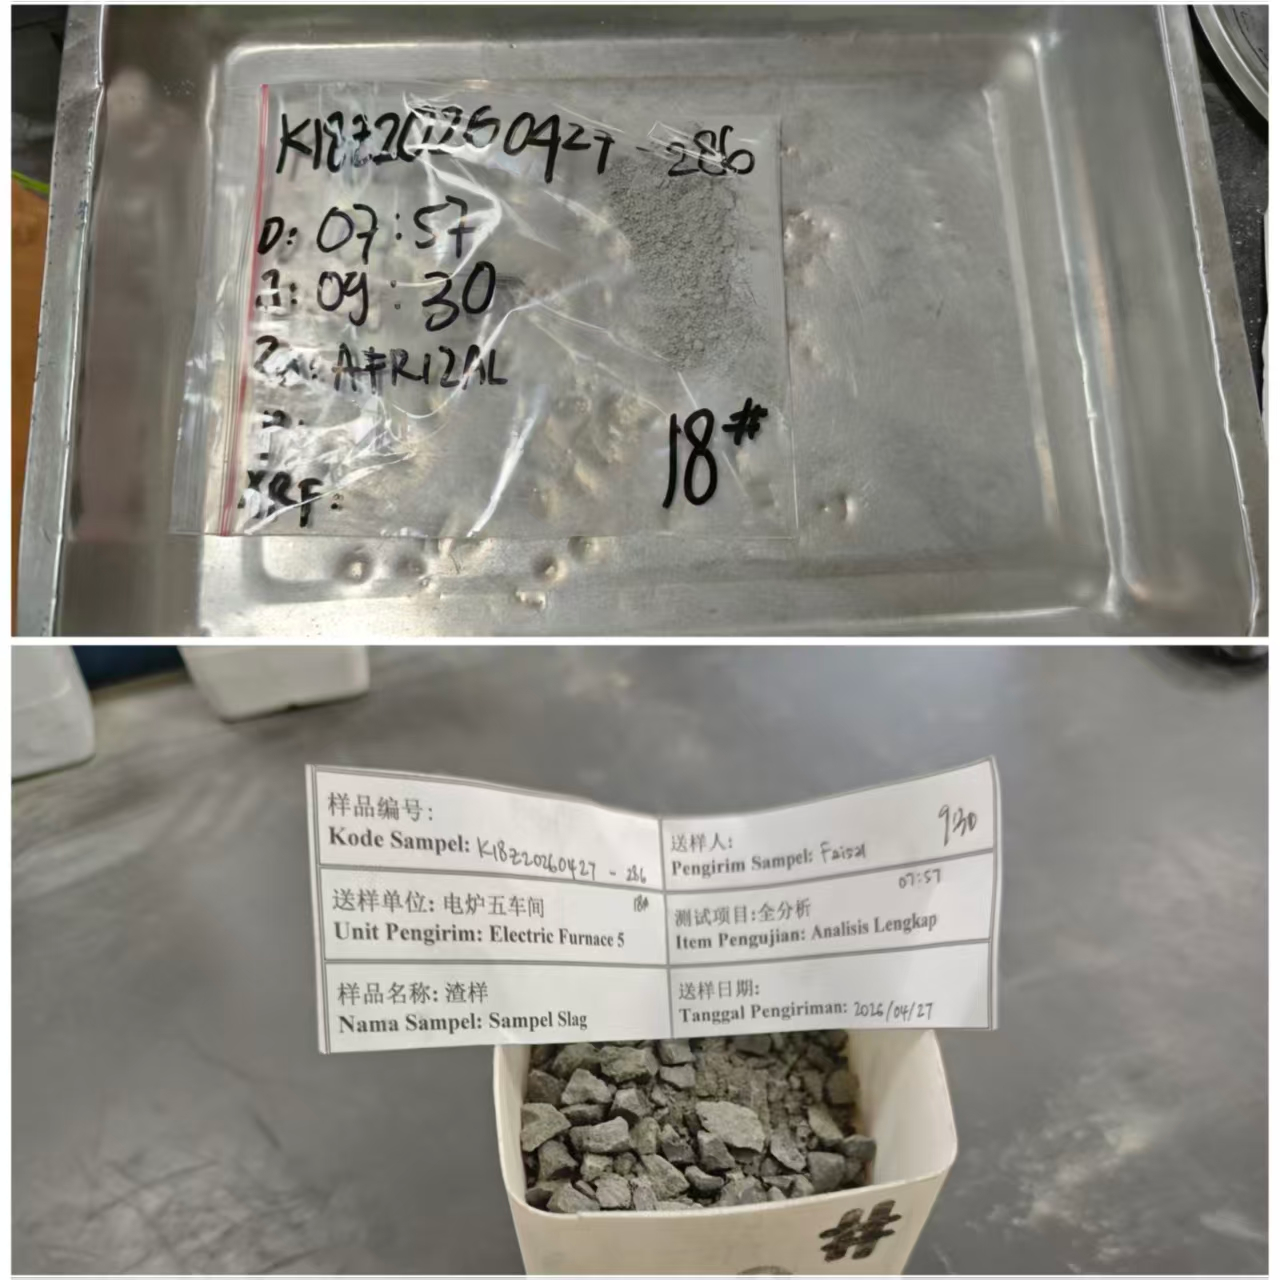 K18Z20260427 - 286
D: 07:57
2: 09:30
AFRIZAL
XRF:
18#
样品编号:
Kode Sampel: K18Z20260427 - 286
18#
送样单位: 电炉五车间
Unit Pengirim: Electric Furnace 5
样品名称: 渣样
Nama Sampel: Sampel Slag
送样人:
930
Pengirim Sampel: Faisal
07:57
测试项目:全分析
Item Pengujian: Analisis Lengkap
送样日期:
Tanggal Pengiriman: 2026/04/27
#